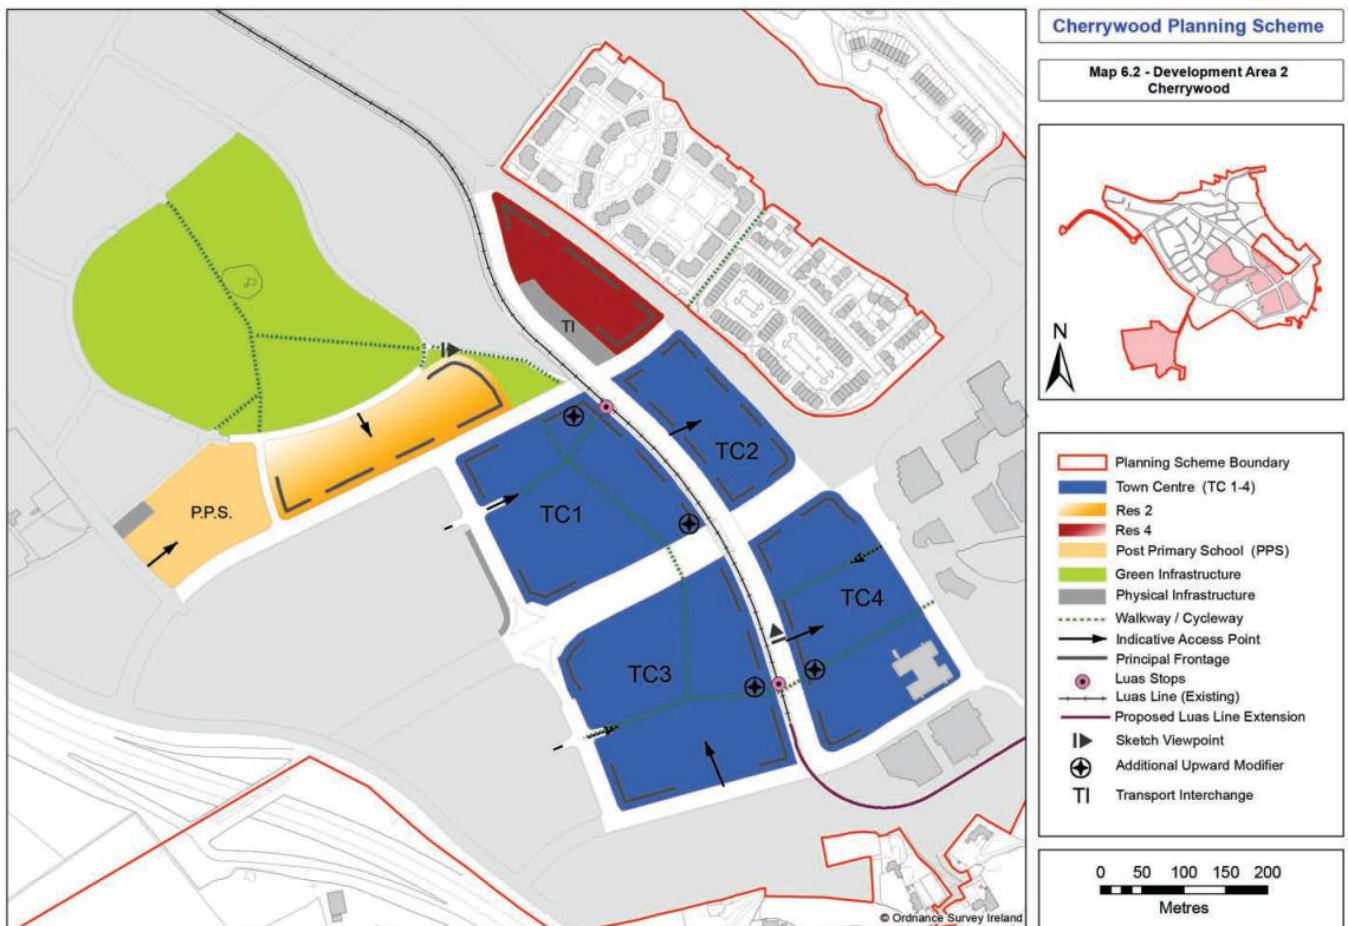 Cherrywood Planning Scheme
Map 6.2 - Development Area 2
Cherrywood
N
TI
TC2
P.P.S.
TC1
TC4
TC3
© Ordnance Survey Ireland
Planning Scheme Boundary
Town Centre (TC 1-4)
Res 2
Res 4
Post Primary School (PPS)
Green Infrastructure
Physical Infrastructure
Walkway / Cycleway
Indicative Access Point
Principal Frontage
Luas Stops
Luas Line (Existing)
Proposed Luas Line Extension
Sketch Viewpoint
Additional Upward Modifier
TI Transport Interchange
0 50 100 150 200
Metres